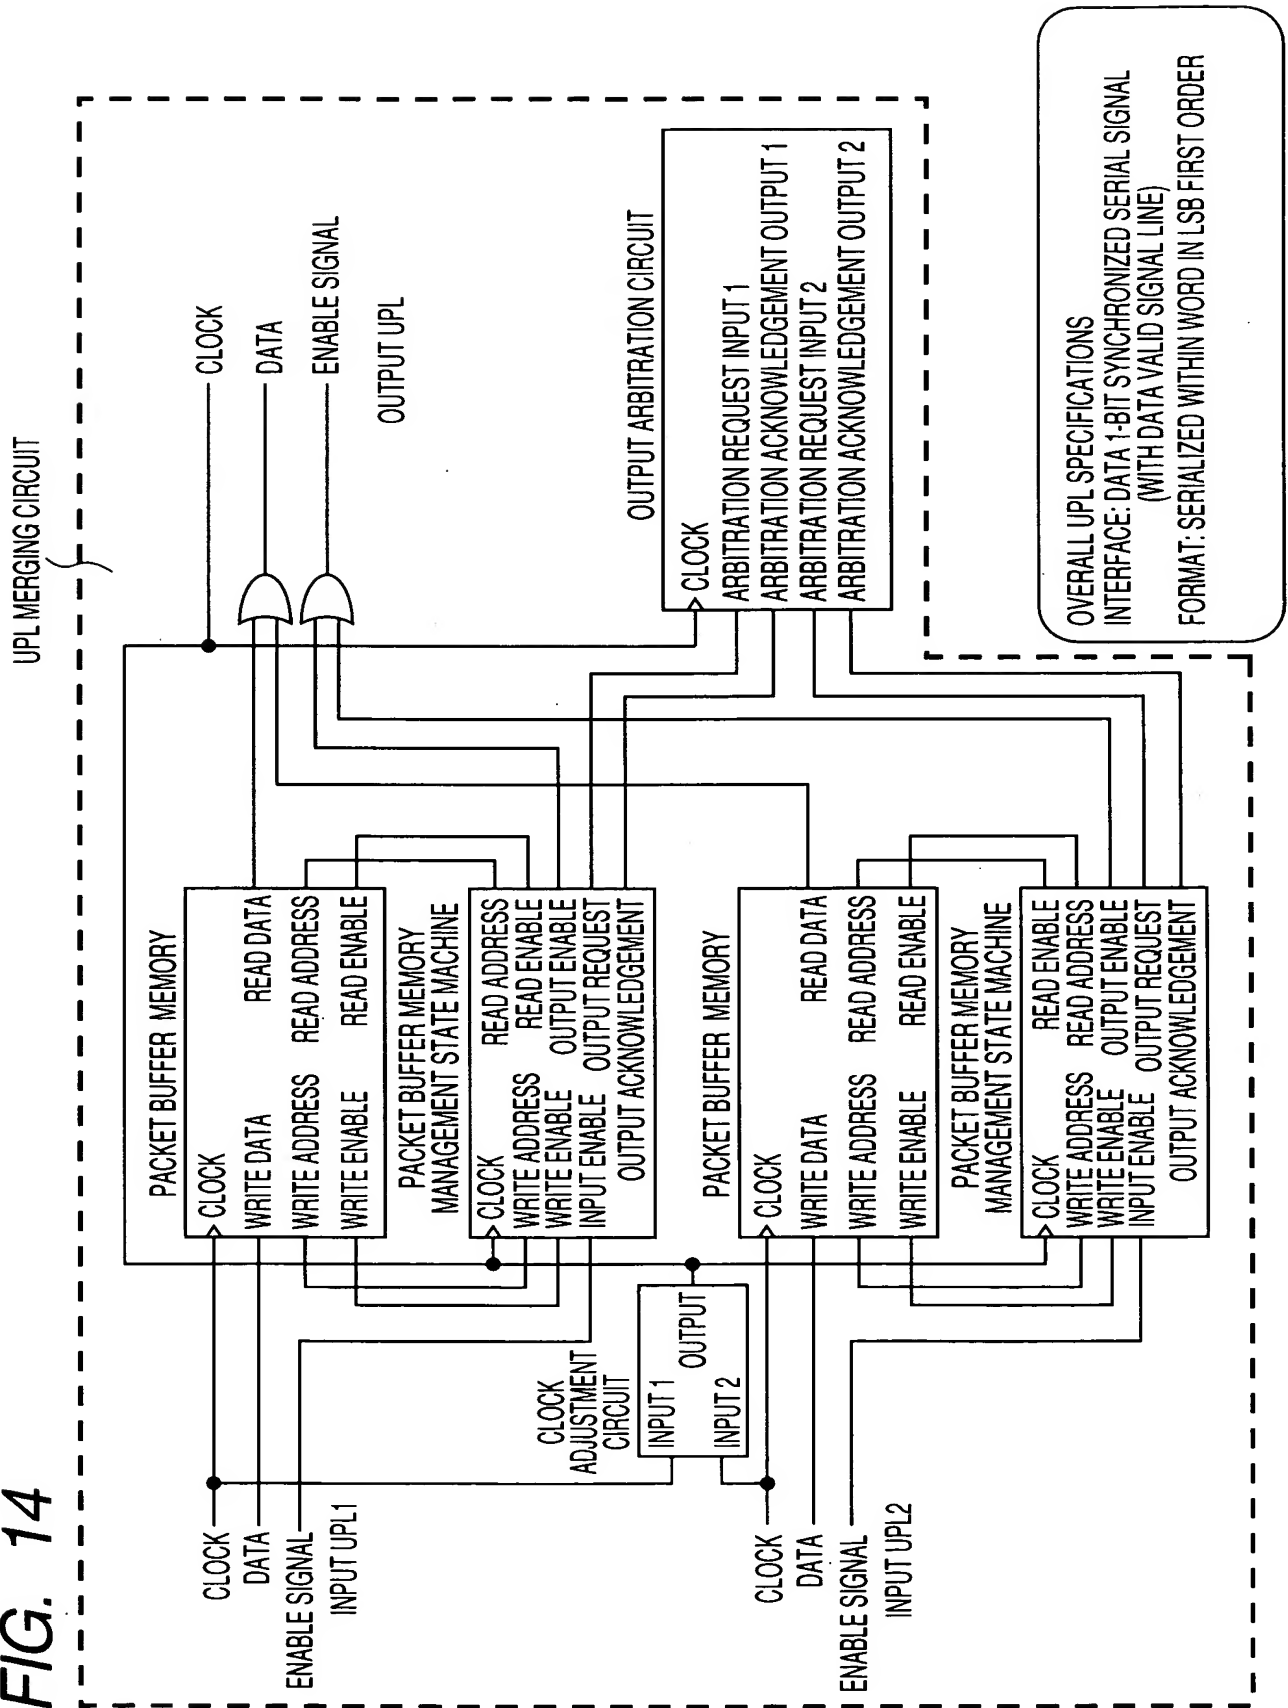 FIG. 14
UPL MERGING CIRCUIT
CLOCK
DATA
ENABLE SIGNAL
INPUT UPL1
PACKET BUFFER MEMORY
CLOCK
WRITE DATA
WRITE ADDRESS
WRITE ENABLE
READ DATA
READ ADDRESS
READ ENABLE
PACKET BUFFER MEMORY
MANAGEMENT STATE MACHINE
CLOCK
WRITE ADDRESS
WRITE ENABLE
INPUT ENABLE
READ ADDRESS
READ ENABLE
OUTPUT ENABLE
OUTPUT REQUEST
OUTPUT ACKNOWLEDGEMENT
CLOCK
ADJUSTMENT
CIRCUIT
INPUT 1
INPUT 2
OUTPUT
CLOCK
DATA
ENABLE SIGNAL
INPUT UPL2
PACKET BUFFER MEMORY
CLOCK
WRITE DATA
WRITE ADDRESS
WRITE ENABLE
READ DATA
READ ADDRESS
READ ENABLE
PACKET BUFFER MEMORY
MANAGEMENT STATE MACHINE
CLOCK
WRITE ADDRESS
WRITE ENABLE
INPUT ENABLE
READ ENABLE
READ ADDRESS
OUTPUT ENABLE
OUTPUT REQUEST
OUTPUT ACKNOWLEDGEMENT
CLOCK
DATA
ENABLE SIGNAL
OUTPUT UPL
OUTPUT ARBITRATION CIRCUIT
CLOCK
ARBITRATION REQUEST INPUT 1
ARBITRATION ACKNOWLEDGEMENT OUTPUT 1
ARBITRATION REQUEST INPUT 2
ARBITRATION ACKNOWLEDGEMENT OUTPUT 2
OVERALL UPL SPECIFICATIONS
INTERFACE: DATA 1-BIT SYNCHRONIZED SERIAL SIGNAL
(WITH DATA VALID SIGNAL LINE)
FORMAT: SERIALIZED WITHIN WORD IN LSB FIRST ORDER